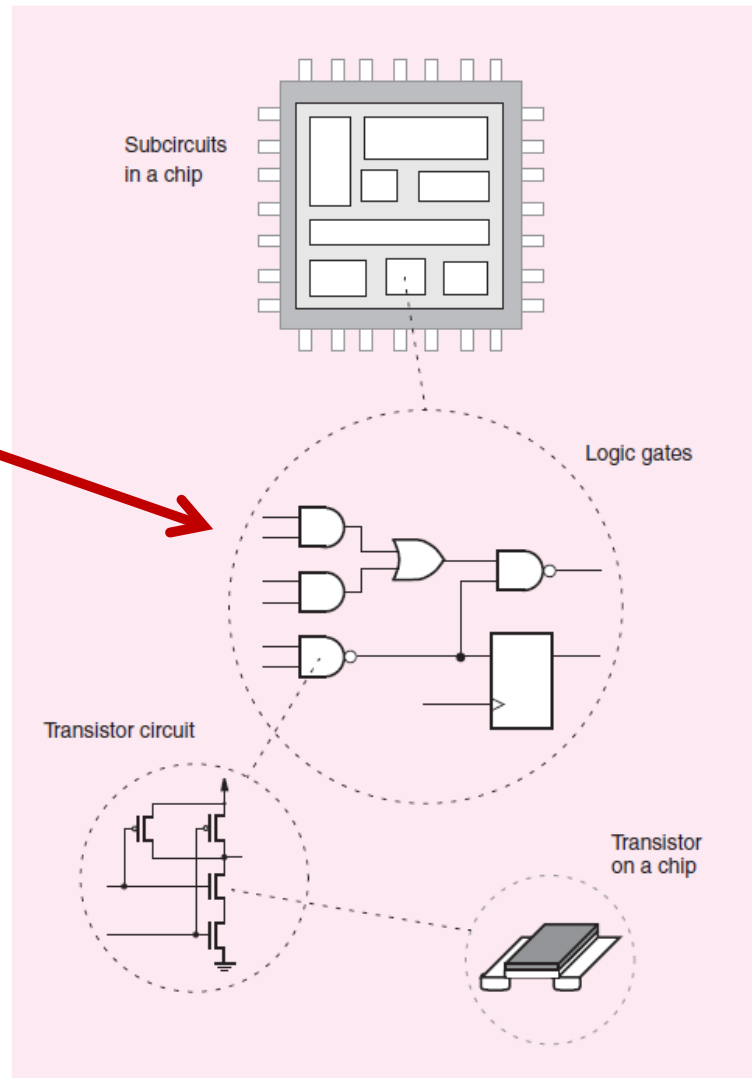 Subcircuits
in a chip
Logic gates
Transistor circuit
Transistor
on a chip